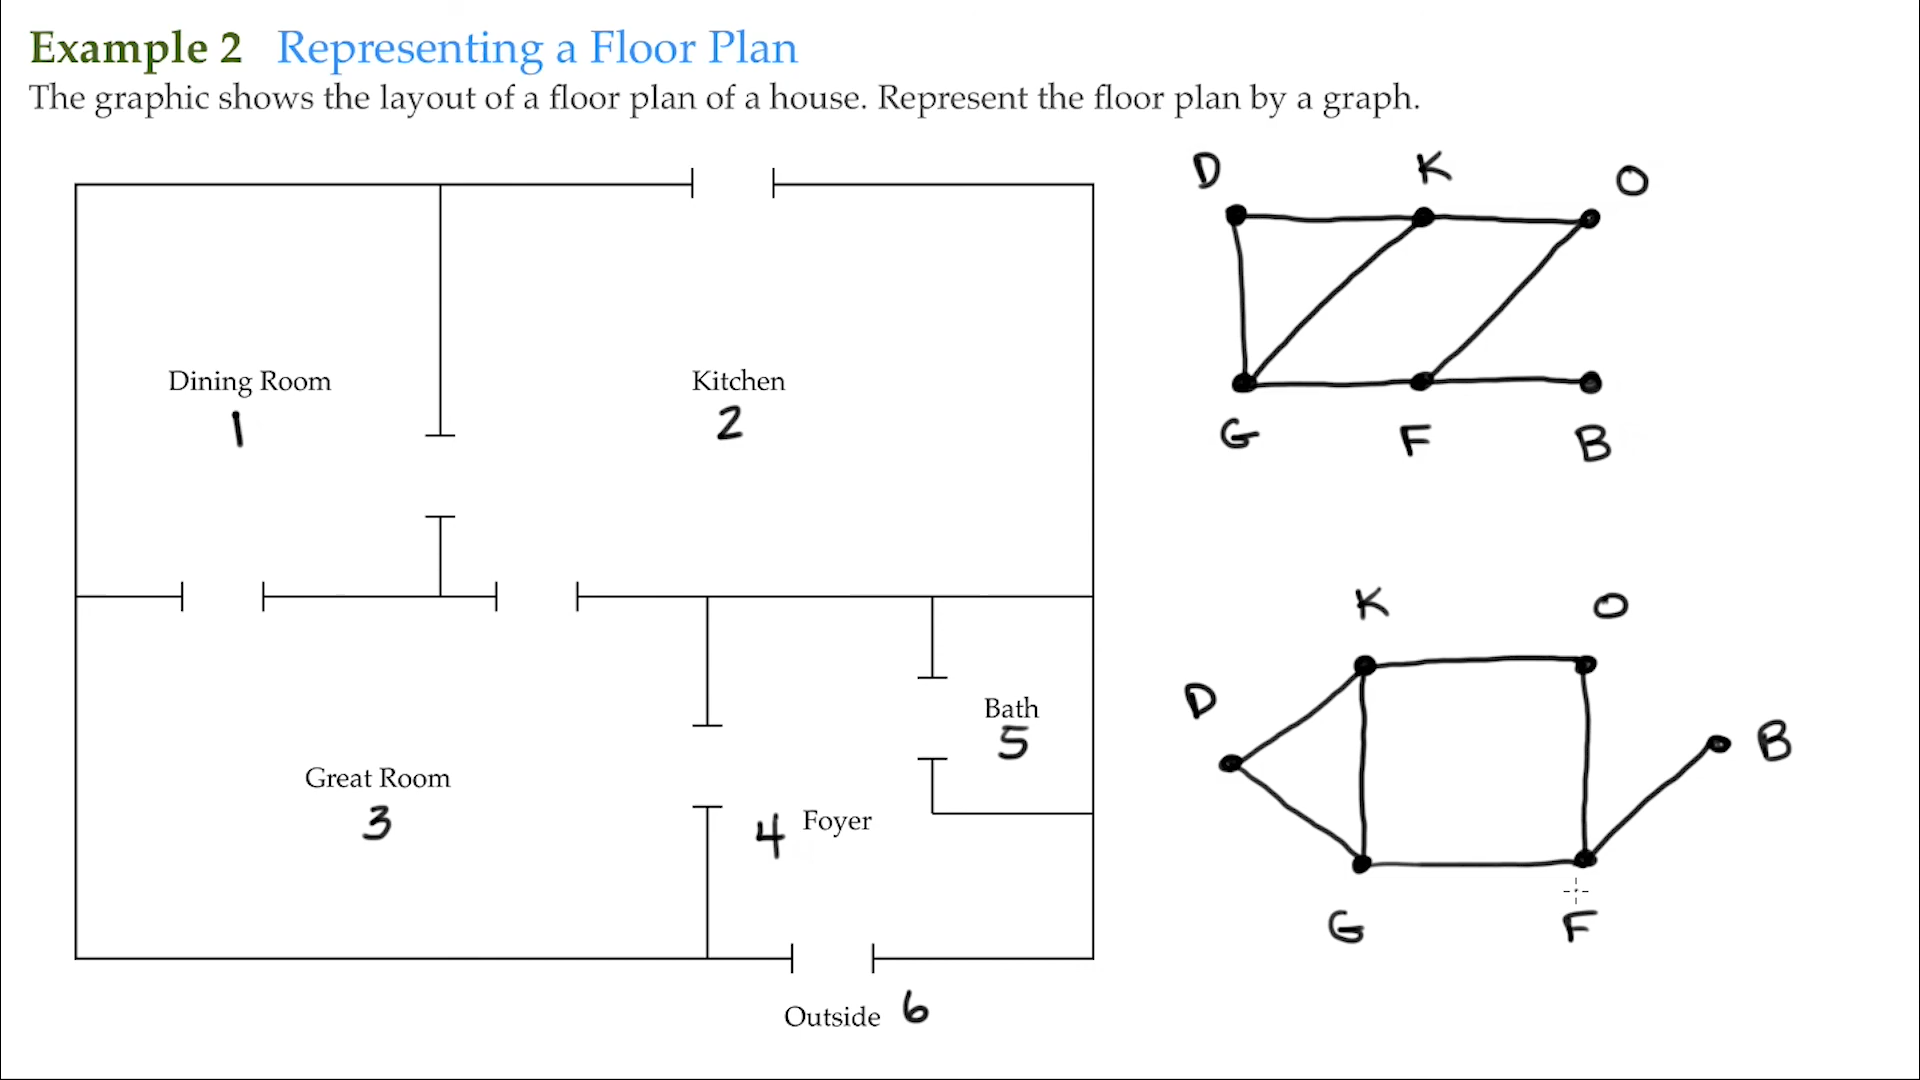 Example 2 Representing a Floor Plan
The graphic shows the layout of a floor plan of a house. Represent the floor plan by a graph.
D K O
Dining Room
1
Kitchen
2
G F B
K O
D
B
Bath
5
Great Room
3
4 Foyer
G F
Outside 6